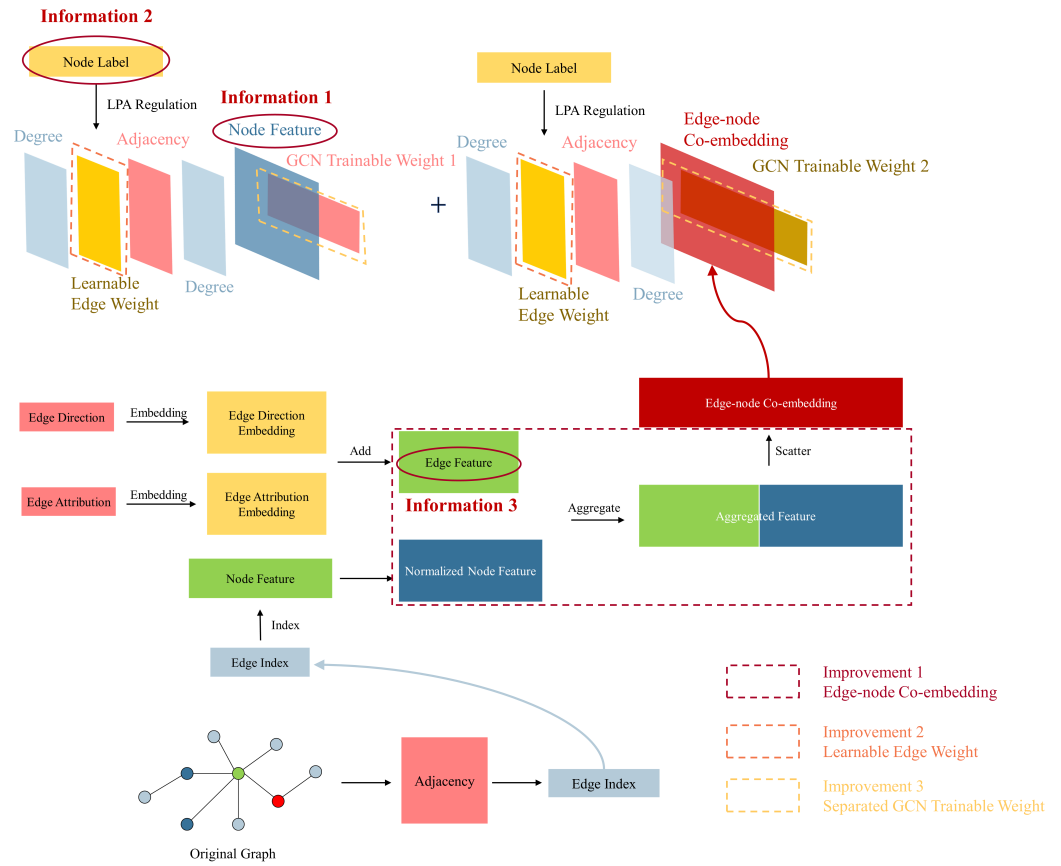 Information 2
Node Label
LPA Regulation
Information 1
Node Feature
Degree
Adjacency
GCN Trainable Weight 1
Learnable
Edge Weight
Degree
+
Node Label
LPA Regulation
Degree
Adjacency
Edge-node
Co-embedding
GCN Trainable Weight 2
Learnable
Edge Weight
Degree
Edge Direction
Embedding
Edge Direction
Embedding
Edge Attribution
Embedding
Edge Attribution
Embedding
Add
Edge Feature
Information 3
Node Feature
Normalized Node Feature
Aggregate
Aggregated Feature
Scatter
Edge-node Co-embedding
Index
Edge Index
Original Graph
Adjacency
Edge Index
Improvement 1
Edge-node Co-embedding
Improvement 2
Learnable Edge Weight
Improvement 3
Separated GCN Trainable Weight